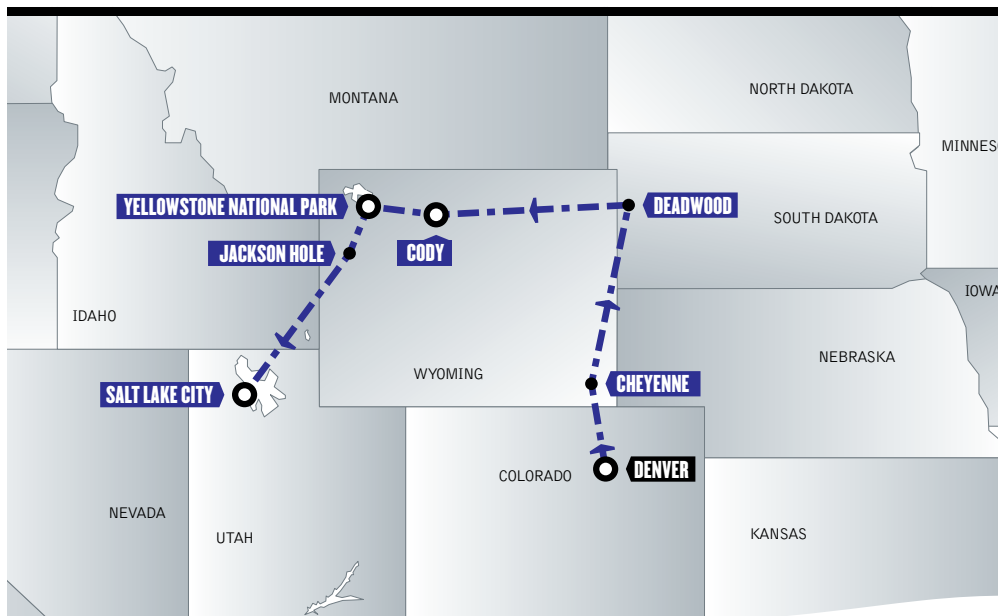 MONTANA
NORTH DAKOTA
MINNES
YELLOWSTONE NATIONAL PARK
DEADWOOD
SOUTH DAKOTA
JACKSON HOLE
CODY
IOWA
IDAHO
NEBRASKA
WYOMING
CHEYENNE
SALT LAKE CITY
DENVER
COLORADO
NEVADA
UTAH
KANSAS